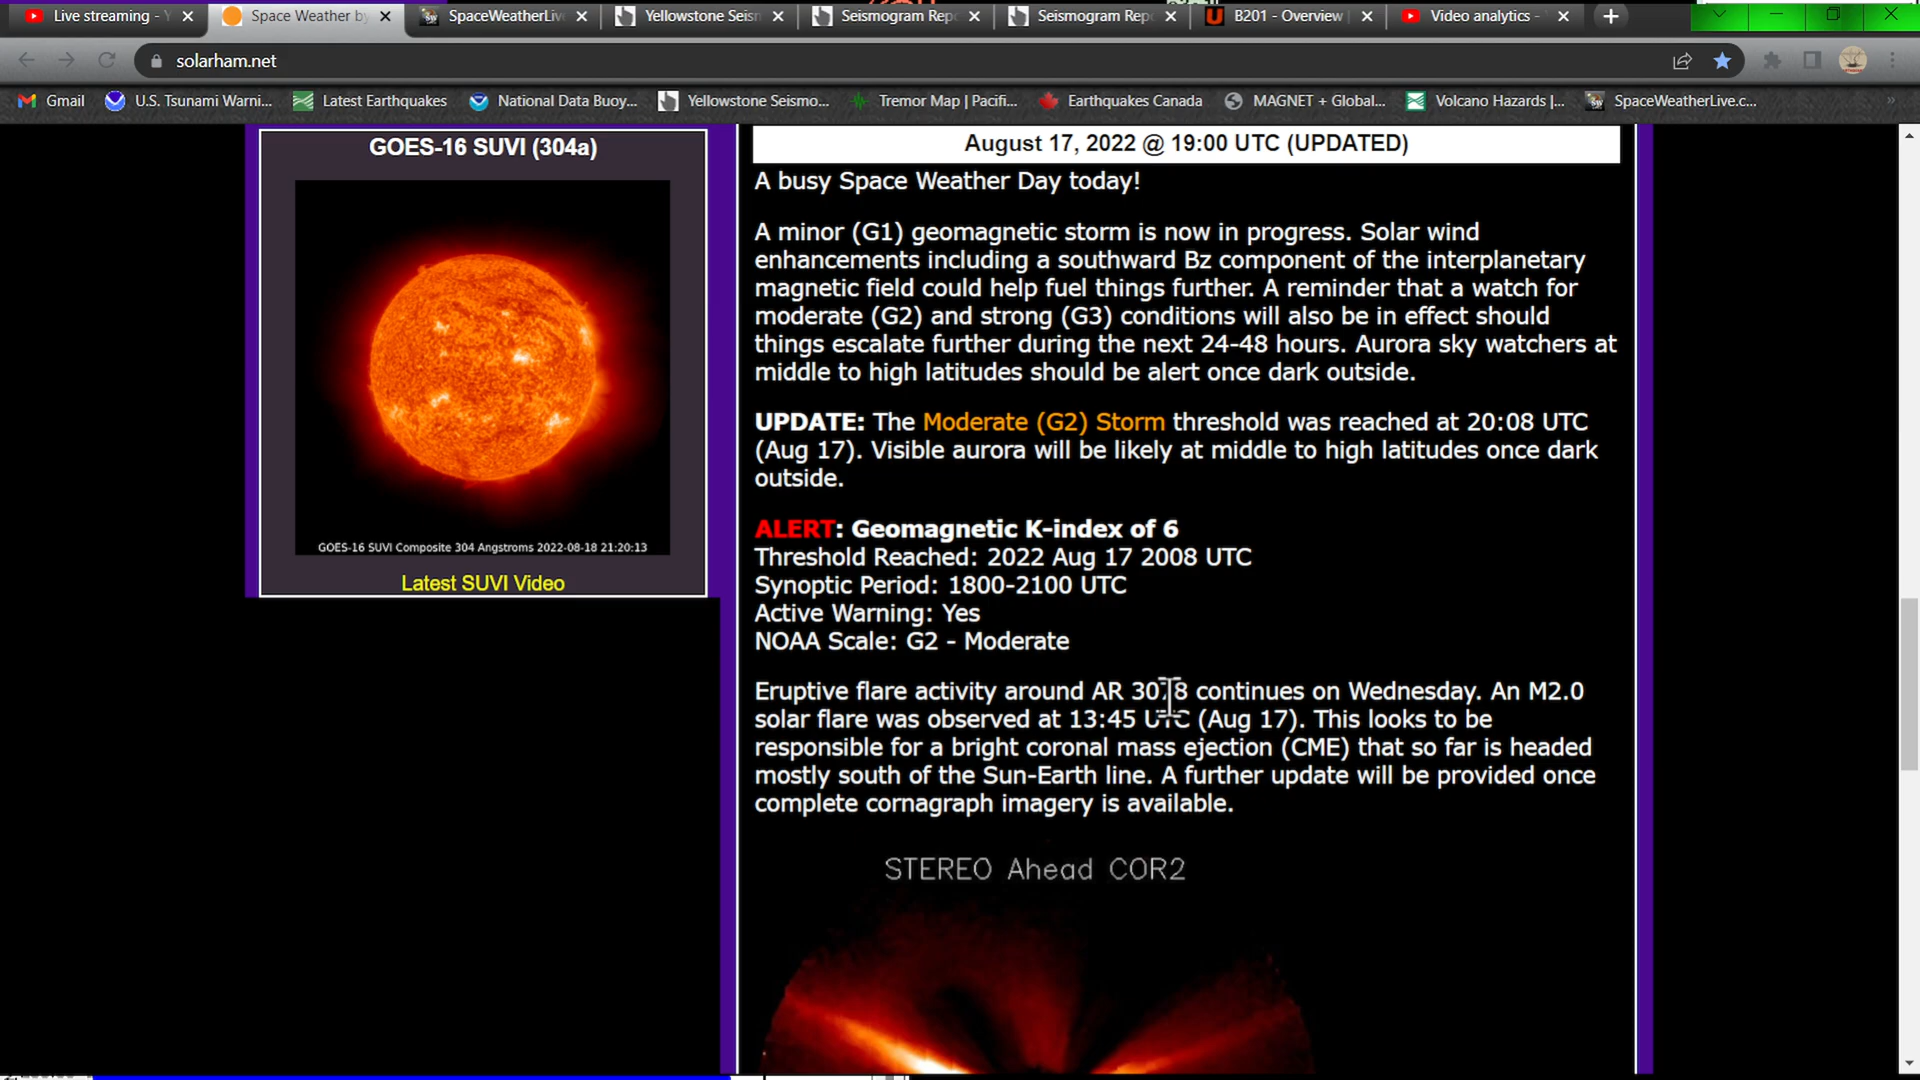 Live streaming - Y
Space Weather by
SpaceWeatherLive
Yellowstone Seism
Seismogram Repo
Seismogram Repo
B201 - Overview
Video analytics -
solarham.net
Gmail
U.S. Tsunami Warni...
Latest Earthquakes
National Data Buoy...
Yellowstone Seismo...
Tremor Map | Pacifi...
Earthquakes Canada
MAGNET + Global...
Volcano Hazards |...
SpaceWeatherLive.c...
GOES-16 SUVI (304a)
GOES-16 SUVI Composite 304 Angstroms 2022-08-18 21:20:13
Latest SUVI Video
August 17, 2022 @ 19:00 UTC (UPDATED)
A busy Space Weather Day today!
A minor (G1) geomagnetic storm is now in progress. Solar wind
enhancements including a southward Bz component of the interplanetary
magnetic field could help fuel things further. A reminder that a watch for
moderate (G2) and strong (G3) conditions will also be in effect should
things escalate further during the next 24-48 hours. Aurora sky watchers at
middle to high latitudes should be alert once dark outside.
UPDATE: The Moderate (G2) Storm threshold was reached at 20:08 UTC
(Aug 17). Visible aurora will be likely at middle to high latitudes once dark
outside.
ALERT: Geomagnetic K-index of 6
Threshold Reached: 2022 Aug 17 2008 UTC
Synoptic Period: 1800-2100 UTC
Active Warning: Yes
NOAA Scale: G2 - Moderate
Eruptive flare activity around AR 3078 continues on Wednesday. An M2.0
solar flare was observed at 13:45 UTC (Aug 17). This looks to be
responsible for a bright coronal mass ejection (CME) that so far is headed
mostly south of the Sun-Earth line. A further update will be provided once
complete cornagraph imagery is available.
STEREO Ahead COR2